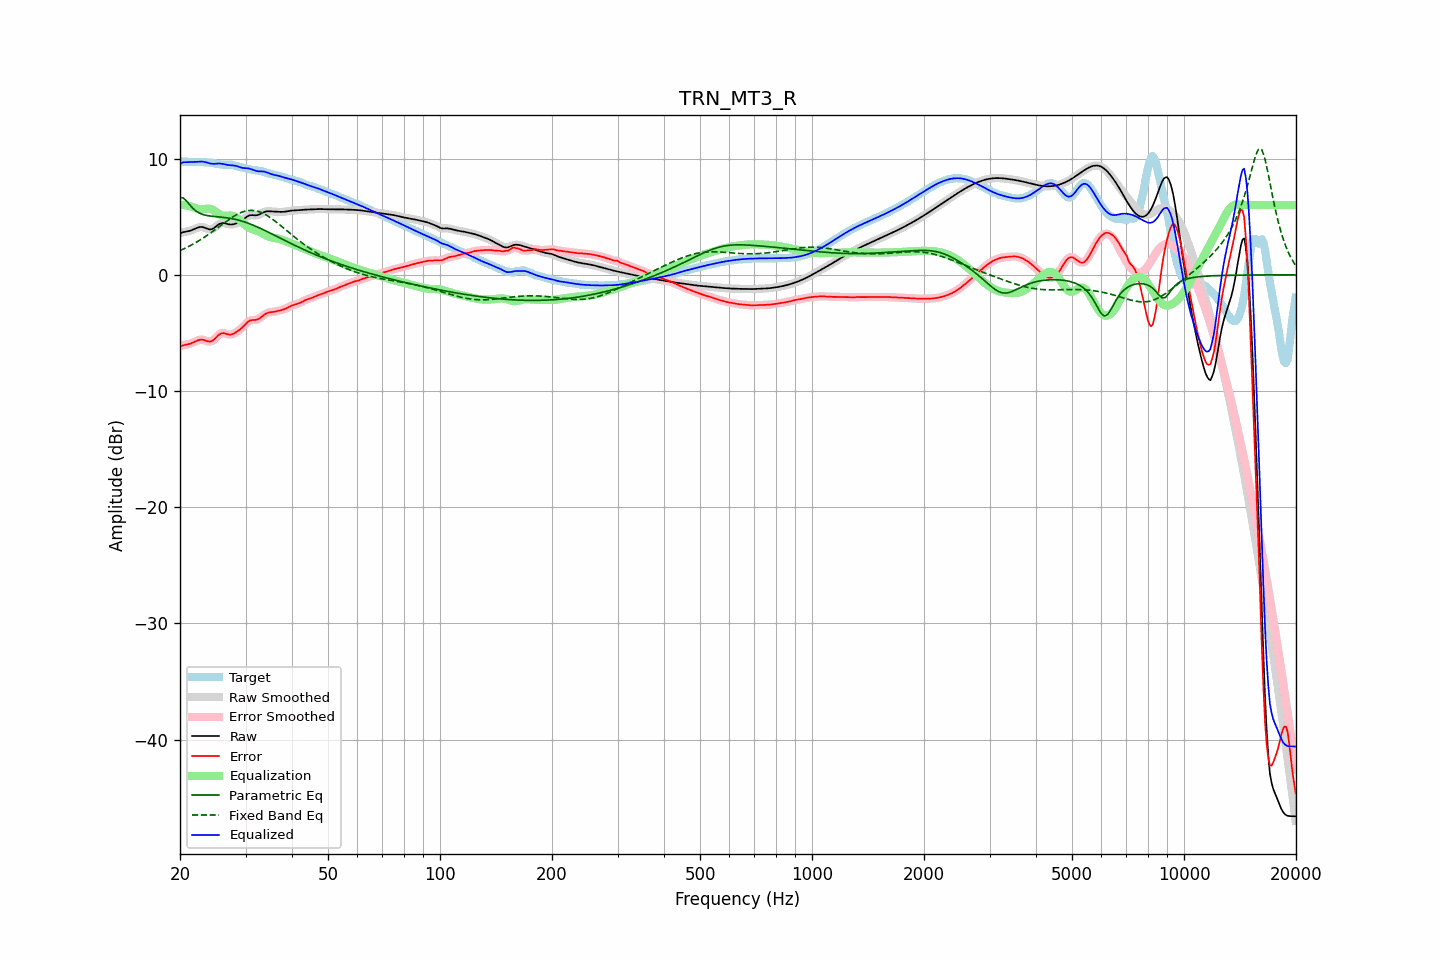 TRN_MT3_R
Amplitude (dBr)
10
0
−10
−20
−30
−40
Target
Raw Smoothed
Error Smoothed
Raw
Error
Equalization
Parametric Eq
Fixed Band Eq
Equalized
20 50 100 200 500 1000 2000 5000 10000 20000
Frequency (Hz)